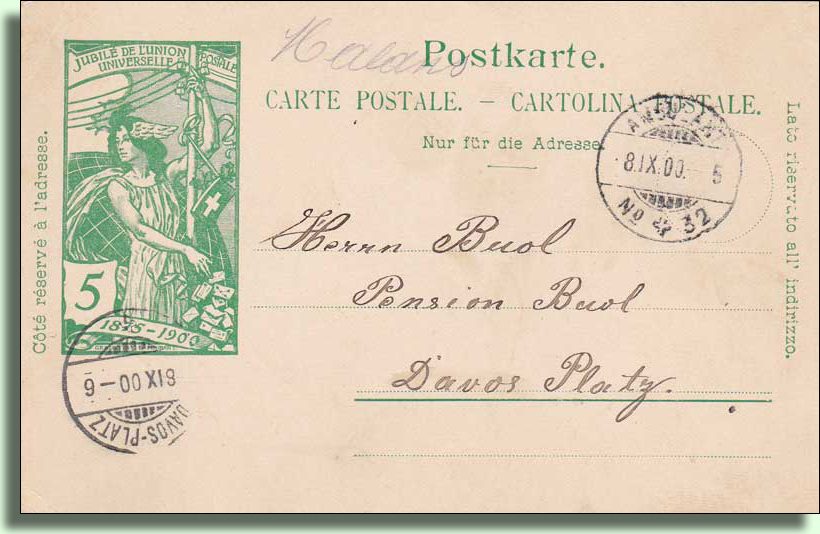 Postkarte.
CARTE POSTALE. – CARTOLINA POSTALE.
Nur für die Adresse
Côté réservé à l'adresse.
Lato riservato all' indirizzo.
JUBILÉ DE L'UNION
POSTALE
UNIVERSELLE
5
1875-1900
8.IX.00. 5
No 32
Herrn Buol
Pension Buol
Davos Platz.
DAVOS-PLATZ
8 IX 00–6